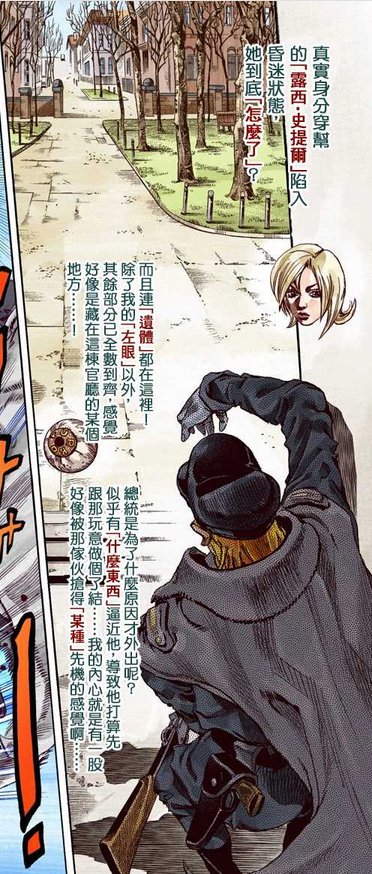 真實身分穿幫
的「露西·史提爾」陷入
昏迷狀態，
她到底「怎麼了」？
而且連「遺體」都在這裡！
除了我的「左眼」以外，
其餘部分已全數到齊，感覺
好像是藏在這棟官廳的某個
地方……！
總統是為了什麼原因才外出呢？
似乎有「什麼東西」逼近他，導致他打算先
跟那玩意做個了結……我的內心就是有一股
好像被那傢伙搶得「某種」先機的感覺啊……